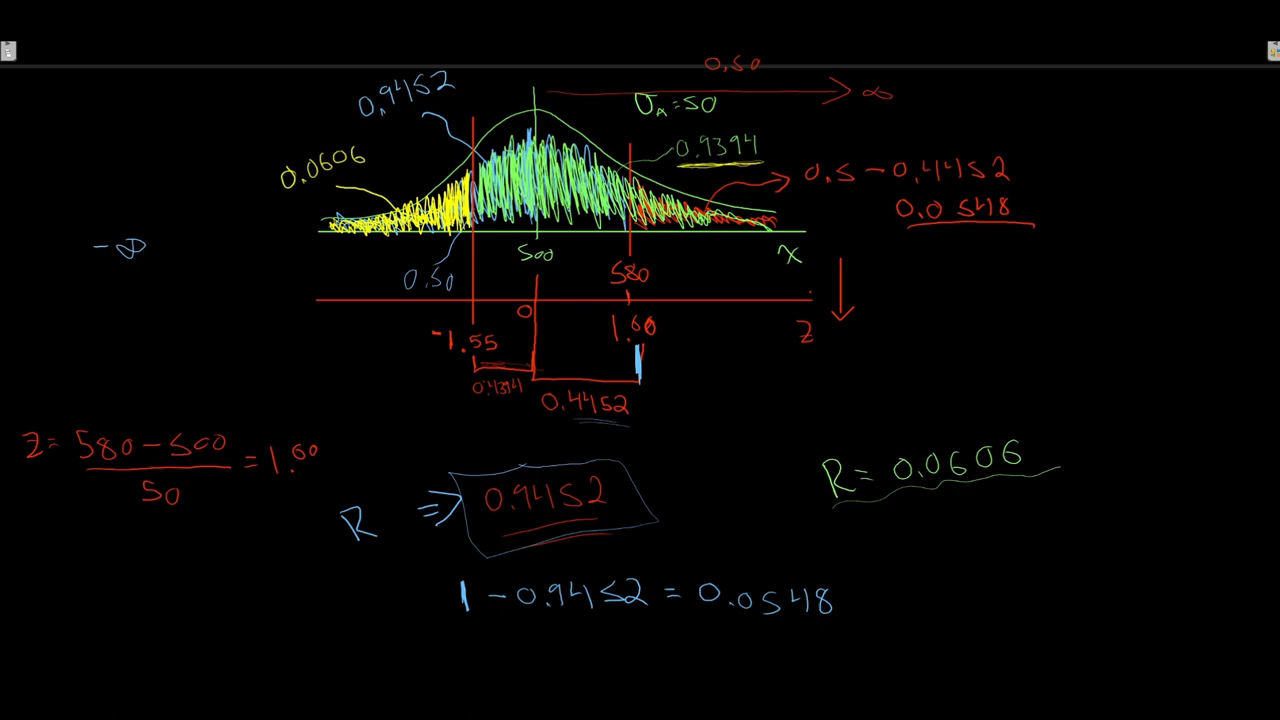 0.50
∞
0.9452
σA=50
0.9394
0.0606
0.5 - 0.4452
0.0548
-∞
500
X
0.50
580
0
Z
-1.55
1.60
0.4394
0.4452
Z= 580 - 500 = 1.60
50
R ⇒ 0.9452
R= 0.0606
1 - 0.9452 = 0.0548